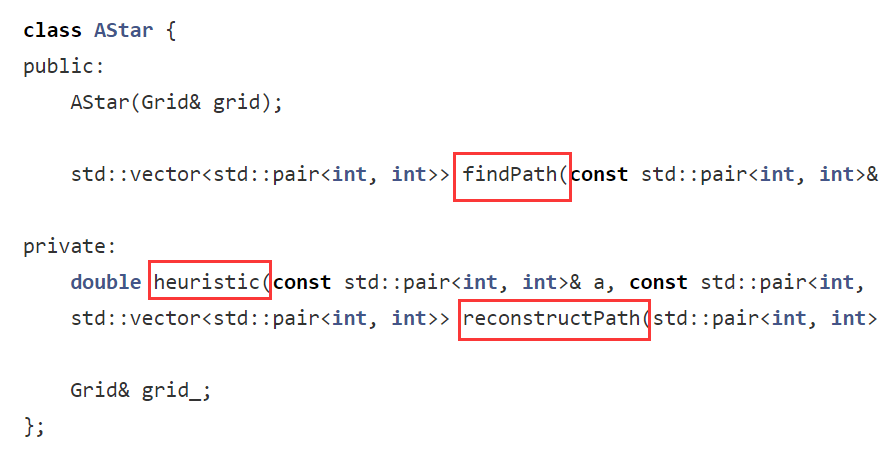 class AStar {
public:
AStar(Grid& grid);
std::vector<std::pair<int, int>> findPath(const std::pair<int, int>&
private:
double heuristic(const std::pair<int, int>& a, const std::pair<int,
std::vector<std::pair<int, int>> reconstructPath(std::pair<int, int>
Grid& grid_;
};